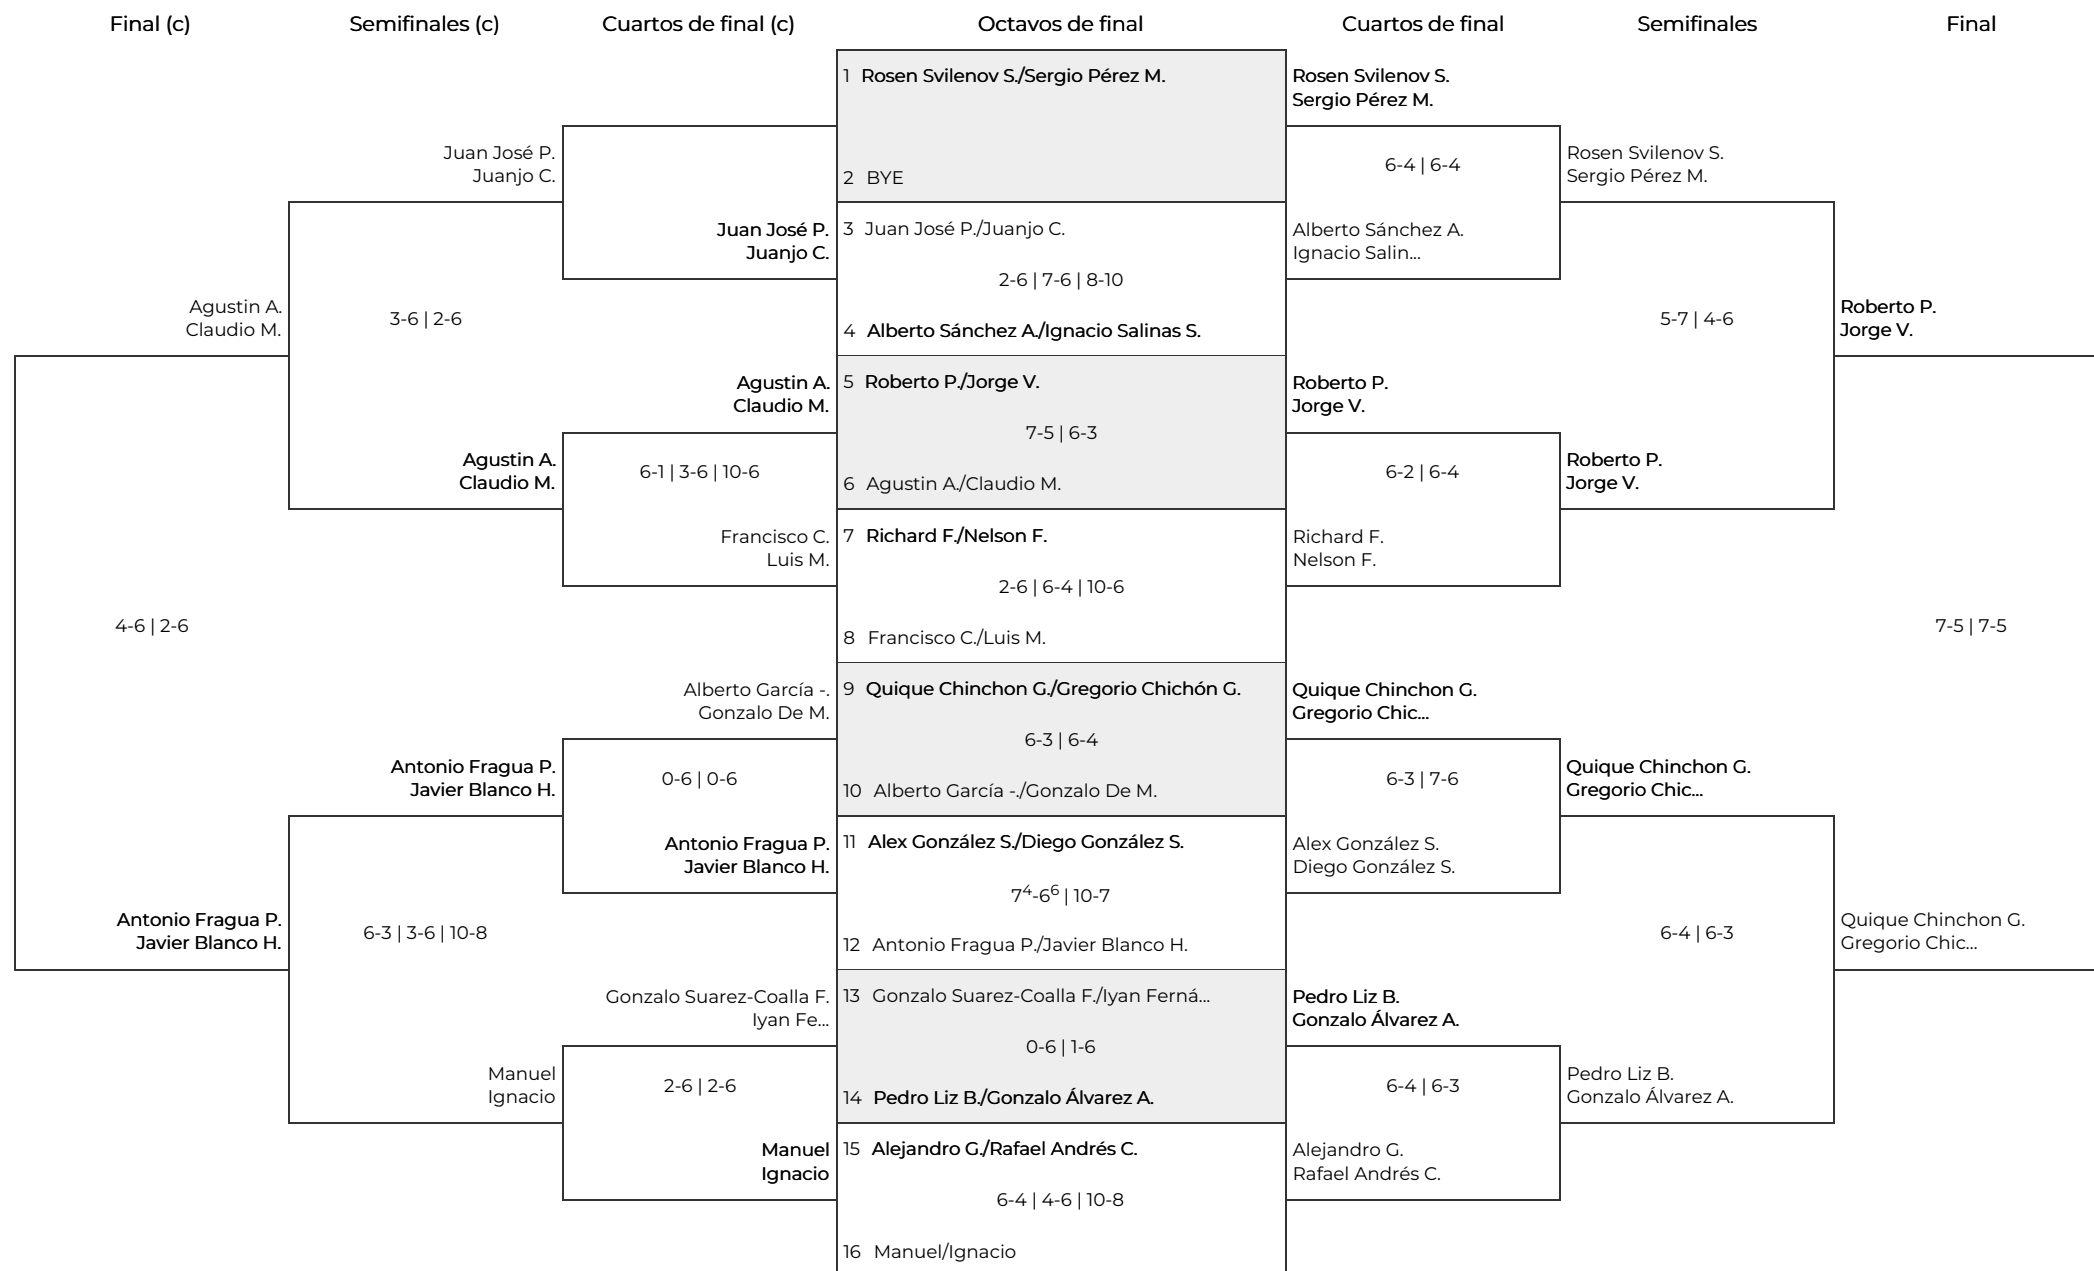 Final (c)
Semifinales (c)
Cuartos de final (c)
Octavos de final
Cuartos de final
Semifinales
Final
Agustin A.
Claudio M.
4-6 | 2-6
Antonio Fragua P.
Javier Blanco H.
Juan José P.
Juanjo C.
3-6 | 2-6
Agustin A.
Claudio M.
Antonio Fragua P.
Javier Blanco H.
6-3 | 3-6 | 10-8
Manuel
Ignacio
Juan José P.
Juanjo C.
Agustin A.
Claudio M.
6-1 | 3-6 | 10-6
Francisco C.
Luis M.
Alberto García -.
Gonzalo De M.
0-6 | 0-6
Antonio Fragua P.
Javier Blanco H.
Gonzalo Suarez-Coalla F.
Iyan Fe...
2-6 | 2-6
Manuel
Ignacio
1 Rosen Svilenov S./Sergio Pérez M.
2 BYE
3 Juan José P./Juanjo C.
2-6 | 7-6 | 8-10
4 Alberto Sánchez A./Ignacio Salinas S.
5 Roberto P./Jorge V.
7-5 | 6-3
6 Agustin A./Claudio M.
7 Richard F./Nelson F.
2-6 | 6-4 | 10-6
8 Francisco C./Luis M.
9 Quique Chinchon G./Gregorio Chichón G.
6-3 | 6-4
10 Alberto García -./Gonzalo De M.
11 Alex González S./Diego González S.
7⁴-6⁶ | 10-7
12 Antonio Fragua P./Javier Blanco H.
13 Gonzalo Suarez-Coalla F./Iyan Ferná...
0-6 | 1-6
14 Pedro Liz B./Gonzalo Álvarez A.
15 Alejandro G./Rafael Andrés C.
6-4 | 4-6 | 10-8
16 Manuel/Ignacio
Rosen Svilenov S.
Sergio Pérez M.
6-4 | 6-4
Alberto Sánchez A.
Ignacio Salin...
Roberto P.
Jorge V.
6-2 | 6-4
Richard F.
Nelson F.
Quique Chinchon G.
Gregorio Chic...
6-3 | 7-6
Alex González S.
Diego González S.
Pedro Liz B.
Gonzalo Álvarez A.
6-4 | 6-3
Alejandro G.
Rafael Andrés C.
Rosen Svilenov S.
Sergio Pérez M.
5-7 | 4-6
Roberto P.
Jorge V.
Quique Chinchon G.
Gregorio Chic...
6-4 | 6-3
Pedro Liz B.
Gonzalo Álvarez A.
Roberto P.
Jorge V.
7-5 | 7-5
Quique Chinchon G.
Gregorio Chic...